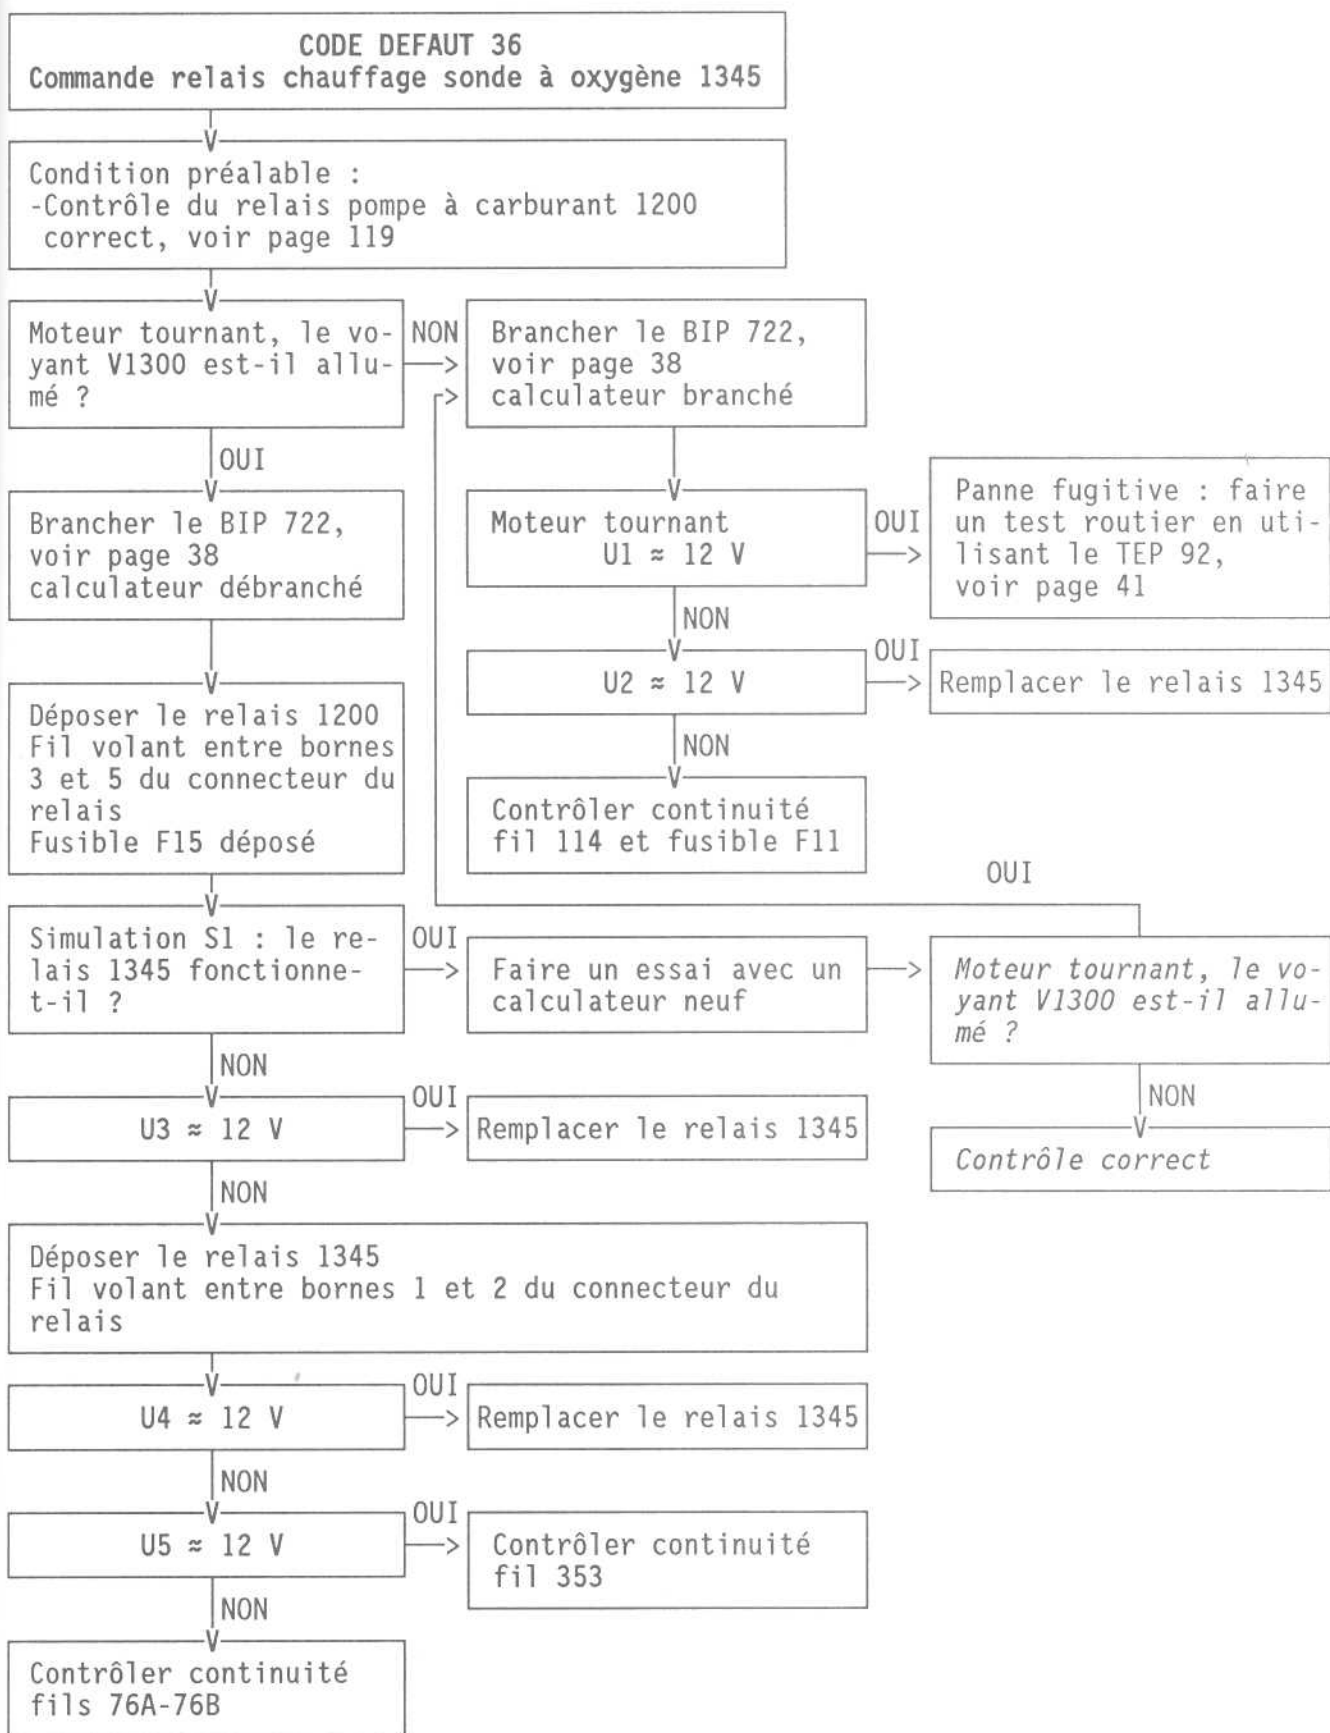 CODE DEFAUT 36
Commande relais chauffage sonde à oxygène 1345
Condition préalable :
-Contrôle du relais pompe à carburant 1200
correct, voir page 119
Moteur tournant, le vo-
yant V1300 est-il allu-
mé ?
NON
Brancher le BIP 722,
voir page 38
calculateur branché
OUI
Brancher le BIP 722,
voir page 38
calculateur débranché
Moteur tournant
U1 ≈ 12 V
OUI
Panne fugitive : faire
un test routier en uti-
lisant le TEP 92,
voir page 41
NON
U2 ≈ 12 V
OUI
Remplacer le relais 1345
NON
Contrôler continuité
fil 114 et fusible F11
Déposer le relais 1200
Fil volant entre bornes
3 et 5 du connecteur du
relais
Fusible F15 déposé
OUI
Simulation S1 : le re-
lais 1345 fonctionne-
t-il ?
OUI
Faire un essai avec un
calculateur neuf
Moteur tournant, le vo-
yant V1300 est-il allu-
mé ?
NON
Contrôle correct
NON
U3 ≈ 12 V
OUI
Remplacer le relais 1345
NON
Déposer le relais 1345
Fil volant entre bornes 1 et 2 du connecteur du
relais
U4 ≈ 12 V
OUI
Remplacer le relais 1345
NON
U5 ≈ 12 V
OUI
Contrôler continuité
fil 353
NON
Contrôler continuité
fils 76A-76B